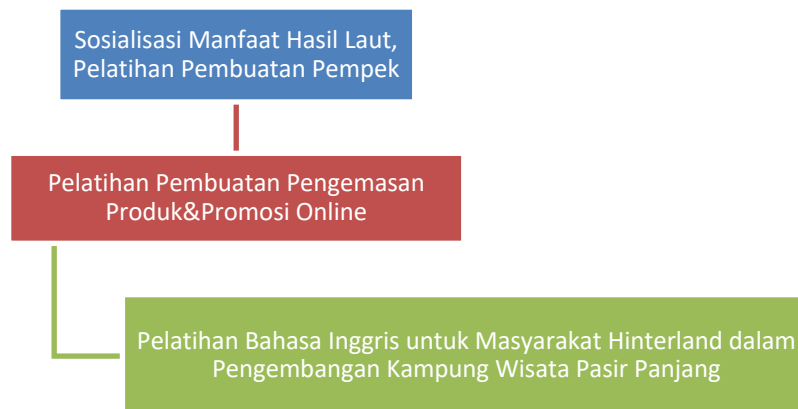 Sosialisasi Manfaat Hasil Laut,
Pelatihan Pembuatan Pempek
Pelatihan Pembuatan Pengemasan
Produk&Promosi Online
Pelatihan Bahasa Inggris untuk Masyarakat Hinterland dalam
Pengembangan Kampung Wisata Pasir Panjang